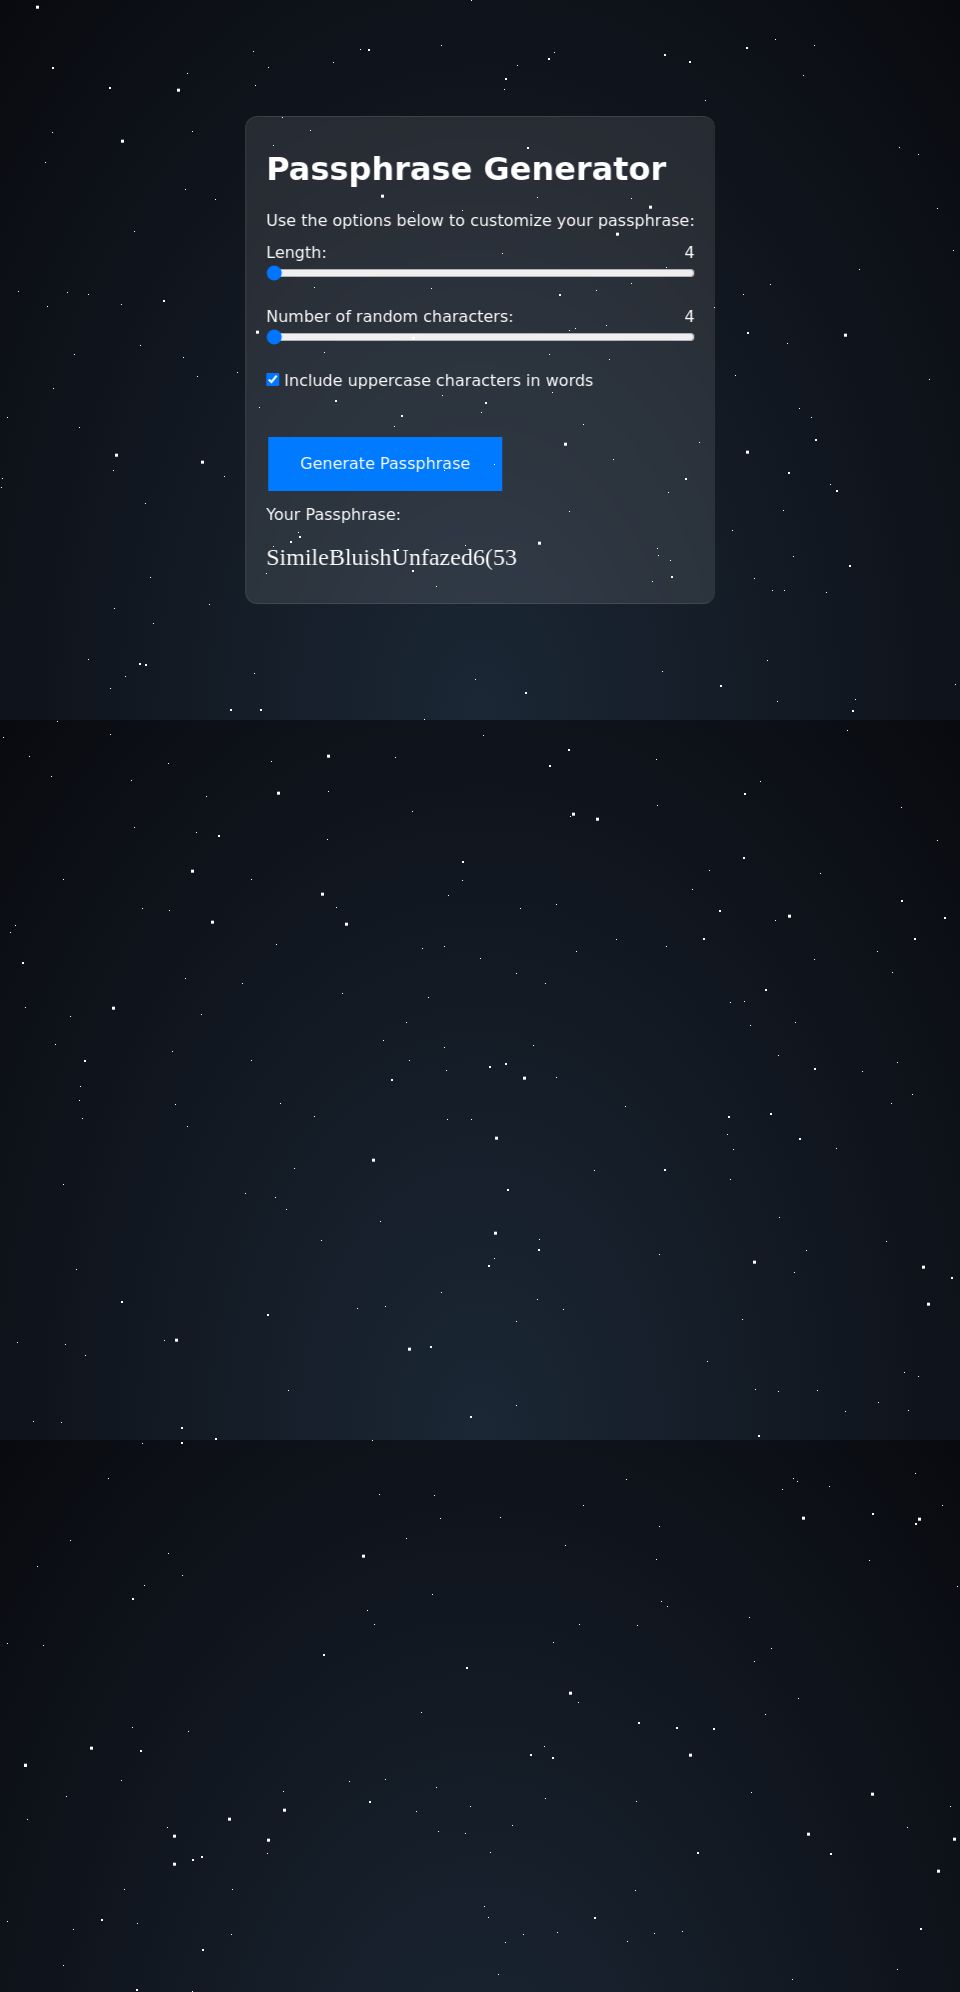 Passphrase Generator
Use the options below to customize your passphrase:
Length: 4
Number of random characters: 4
Include uppercase characters in words
Generate Passphrase
Your Passphrase:
SimileBluishUnfazed6(53